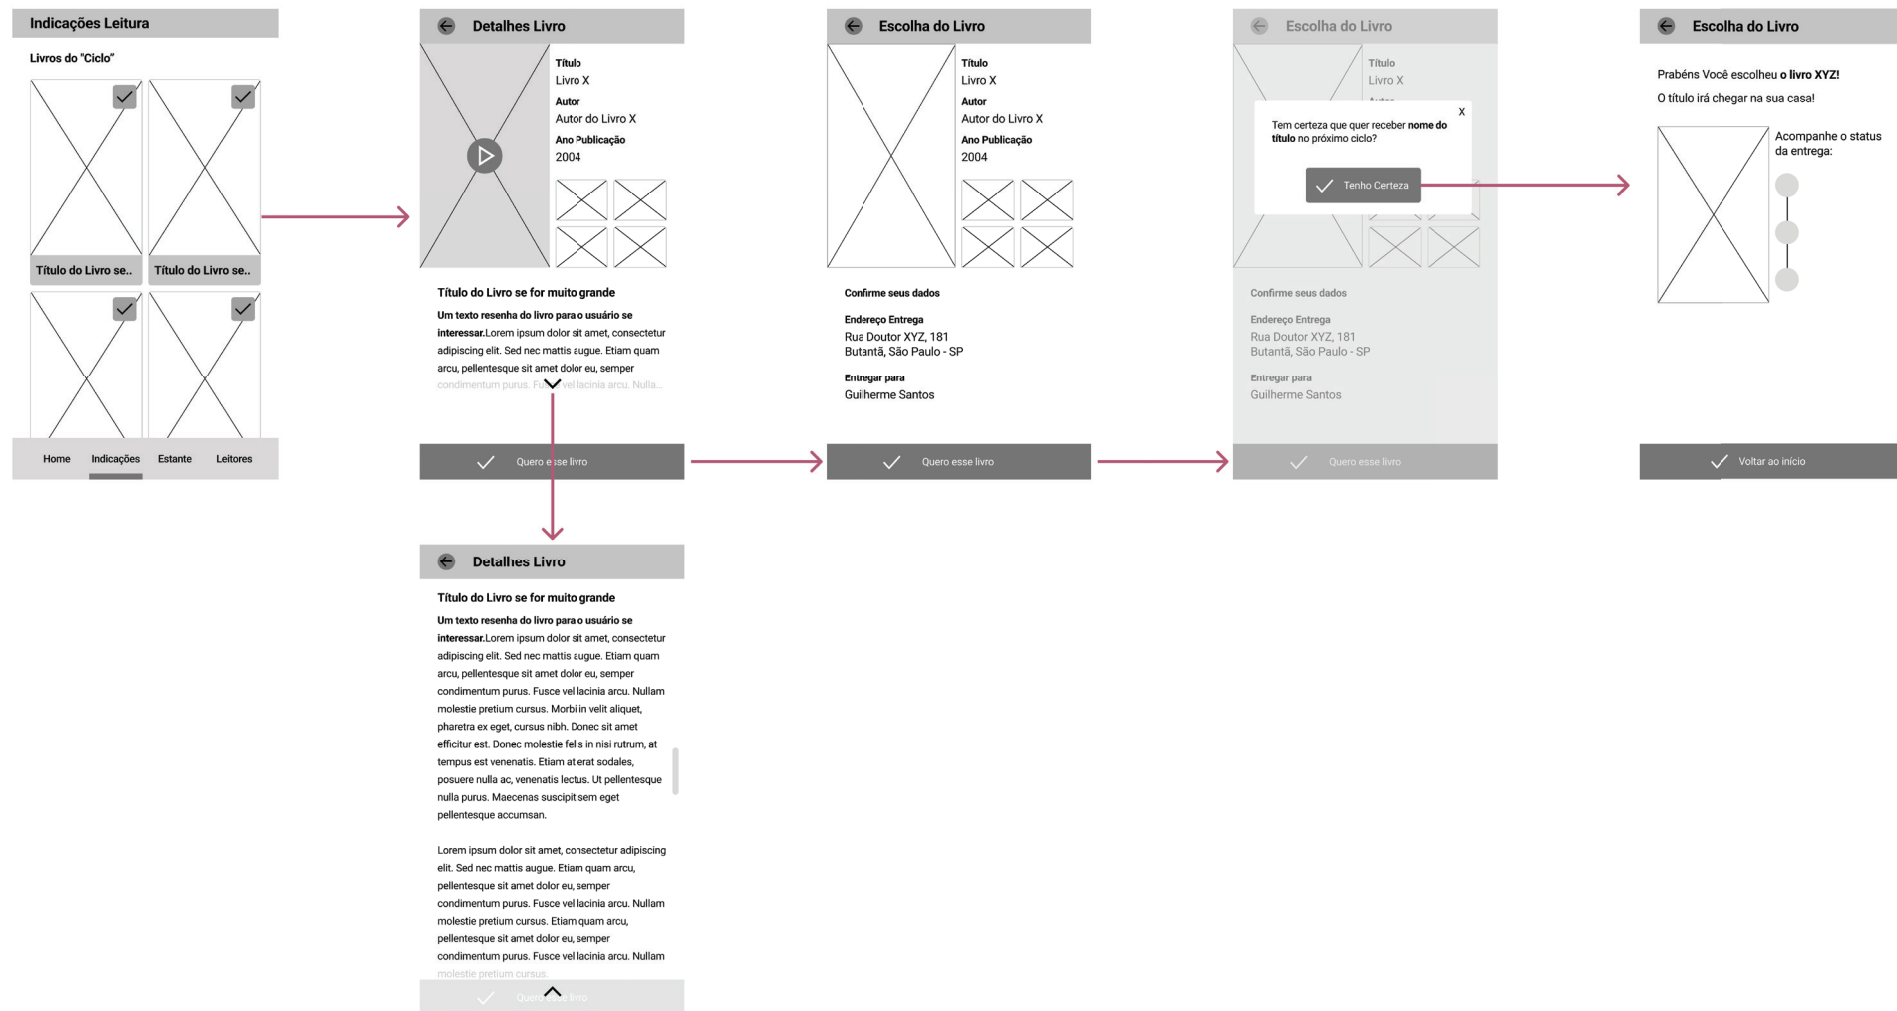 Indicações Leitura
Livros do "Ciclo"
Título do Livro se..
Título do Livro se..
Home
Indicações
Estante
Leitores
Detalhes Livro
Título
Livro X
Autor
Autor do Livro X
Ano Publicação
2004
Título do Livro se for muito grande
Um texto resenha do livro para o usuário se
interessar.Lorem ipsum dolor sit amet, consectetur
adipiscing elit. Sed nec mattis augue. Etiam quam
arcu, pellentesque sit amet dolor eu, semper
condimentum purus. Fusce vel lacinia arcu. Nulla...
Quero esse livro
Detalhes Livro
Título do Livro se for muito grande
Um texto resenha do livro para o usuário se
interessar.Lorem ipsum dolor sit amet, consectetur
adipiscing elit. Sed nec mattis augue. Etiam quam
arcu, pellentesque sit amet dolor eu, semper
condimentum purus. Fusce vel lacinia arcu. Nullam
molestie pretium cursus. Morbi in velit aliquet,
pharetra ex eget, cursus nibh. Donec sit amet
efficitur est. Donec molestie felis in nisi rutrum, at
tempus est venenatis. Etiam at erat sodales,
posuere nulla ac, venenatis lectus. Ut pellentesque
nulla purus. Maecenas suscipit sem eget
pellentesque accumsan.
Lorem ipsum dolor sit amet, consectetur adipiscing
elit. Sed nec mattis augue. Etiam quam arcu,
pellentesque sit amet dolor eu, semper
condimentum purus. Fusce vel lacinia arcu. Nullam
molestie pretium cursus. Etiam quam arcu,
pellentesque sit amet dolor eu, semper
condimentum purus. Fusce vel lacinia arcu. Nullam
molestie pretium cursus.
Quero esse livro
Escolha do Livro
Título
Livro X
Autor
Autor do Livro X
Ano Publicação
2004
Confirme seus dados
Endereço Entrega
Rua Doutor XYZ, 181
Butantã, São Paulo - SP
Entregar para
Guilherme Santos
Quero esse livro
Escolha do Livro
Título
Livro X
Autor
X
Tem certeza que quer receber nome do
título no próximo ciclo?
Tenho Certeza
Confirme seus dados
Endereço Entrega
Rua Doutor XYZ, 181
Butantã, São Paulo - SP
Entregar para
Guilherme Santos
Quero esse livro
Escolha do Livro
Prabéns Você escolheu o livro XYZ!
O título irá chegar na sua casa!
Acompanhe o status
da entrega:
Voltar ao início